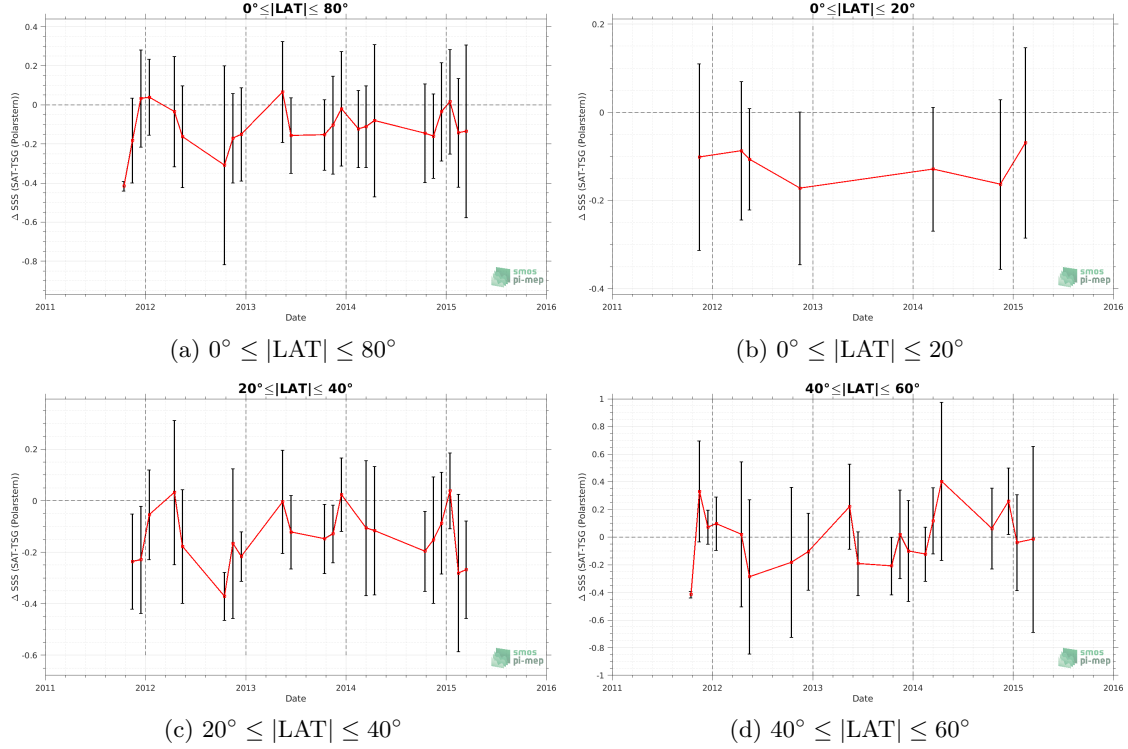 0°≤|LAT|≤ 80°
0.4
0.2
0
-0.2
-0.4
-0.6
-0.8
Δ SSS (SAT-TSG (Polarstern))
2011
2012
2013
2014
2015
2016
Date
smos
pi-mep
(a) 0° ≤ |LAT| ≤ 80°
0°≤|LAT|≤ 20°
0.2
0
-0.2
-0.4
Δ SSS (SAT-TSG (Polarstern))
2011
2012
2013
2014
2015
2016
Date
smos
pi-mep
(b) 0° ≤ |LAT| ≤ 20°
20°≤|LAT|≤ 40°
0.2
0
-0.2
-0.4
-0.6
Δ SSS (SAT-TSG (Polarstern))
2011
2012
2013
2014
2015
2016
Date
smos
pi-mep
(c) 20° ≤ |LAT| ≤ 40°
40°≤|LAT|≤ 60°
1
0.8
0.6
0.4
0.2
0
-0.2
-0.4
-0.6
-0.8
-1
Δ SSS (SAT-TSG (Polarstern))
2011
2012
2013
2014
2015
2016
Date
smos
pi-mep
(d) 40° ≤ |LAT| ≤ 60°